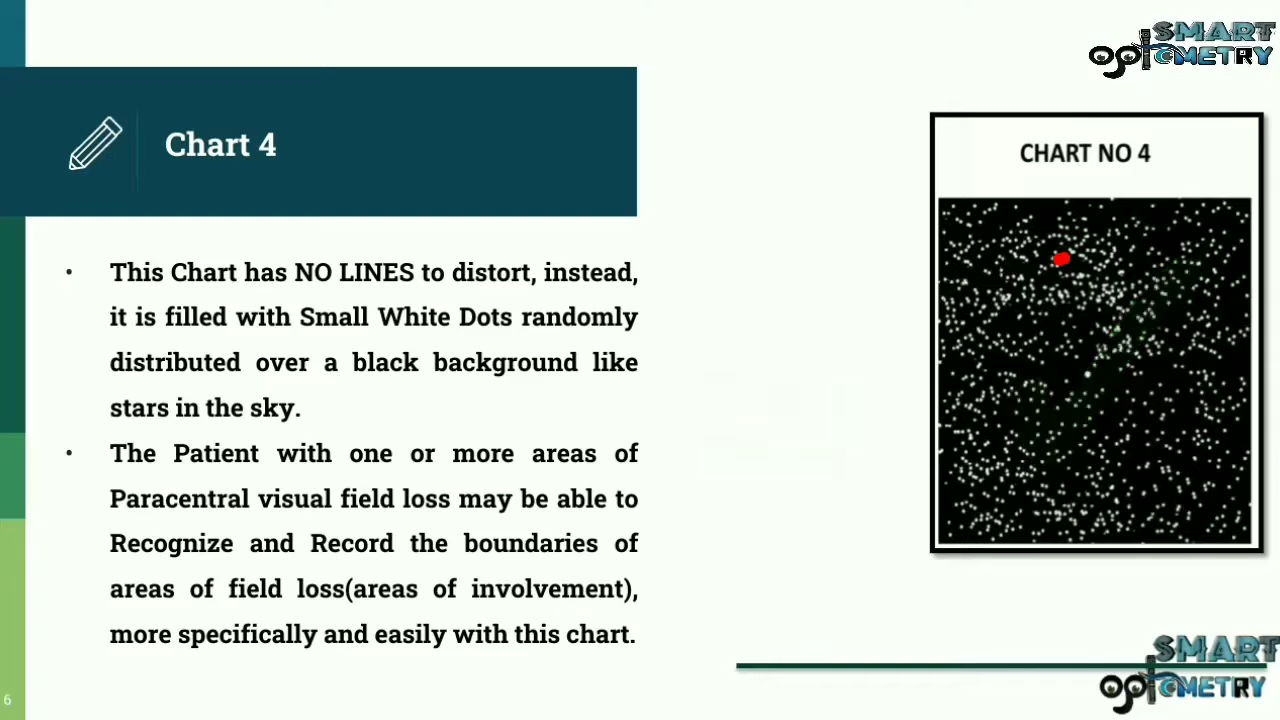 SMART
OptOMETRY
Chart 4
CHART NO 4
• This Chart has NO LINES to distort, instead,
it is filled with Small White Dots randomly
distributed over a black background like
stars in the sky.
• The Patient with one or more areas of
Paracentral visual field loss may be able to
Recognize and Record the boundaries of
areas of field loss(areas of involvement),
more specifically and easily with this chart.
SMART
OptOMETRY
6